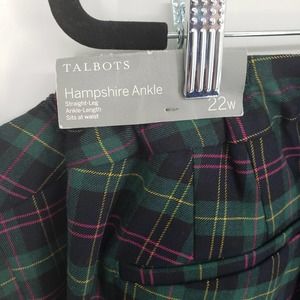 TALBOTS
Hampshire Ankle
Straight-Leg
Ankle-Length
Sits at waist
22W